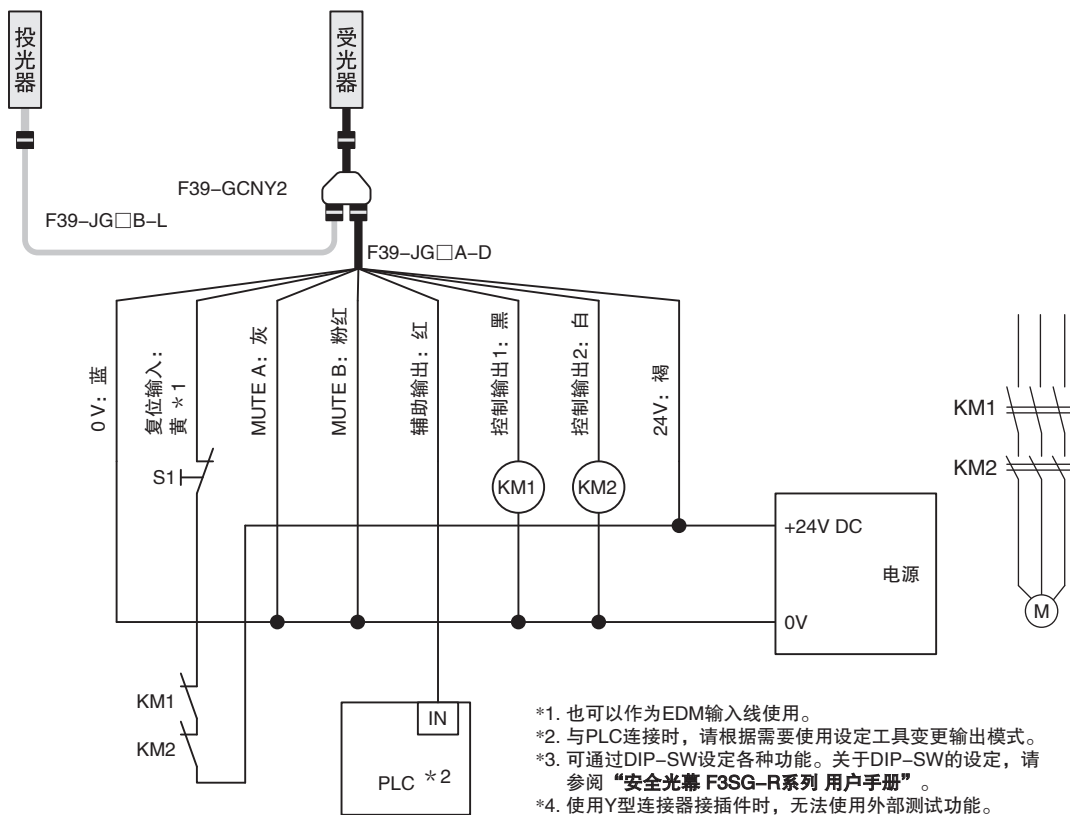 投光器
受光器
F39-GCNY2
F39-JG□B-L
F39-JG□A-D
0 V: 蓝
复位输入:
黄 *1
MUTE A: 灰
MUTE B: 粉红
辅助输出: 红
控制输出1: 黑
控制输出2: 白
24V: 褐
S1
KM1
KM2
+24V DC
电源
0V
KM1
KM2
M
KM1
KM2
IN
PLC *2
*1. 也可以作为EDM输入线使用。
*2. 与PLC连接时，请根据需要使用设定工具变更输出模式。
*3. 可通过DIP-SW设定各种功能。关于DIP-SW的设定，请
参阅“安全光幕 F3SG-R系列 用户手册”。
*4. 使用Y型连接器接插件时，无法使用外部测试功能。